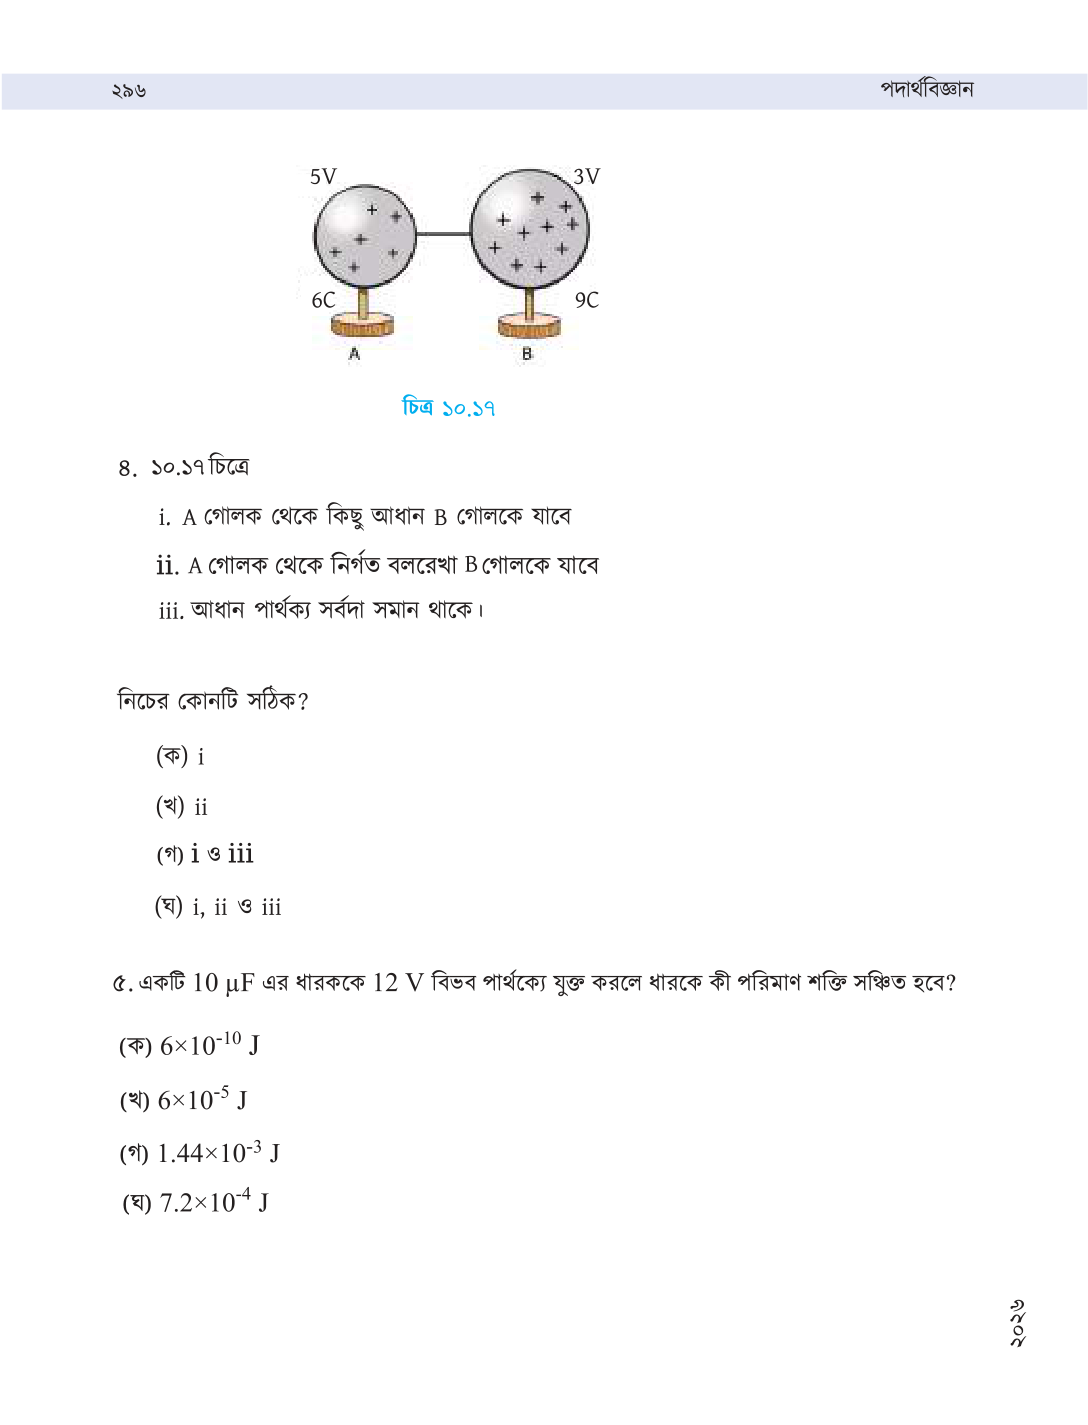 ২৯৬ পদার্থবিজ্ঞান
5V 3V
6C 9C
A B
চিত্র ১০.১৭
৪. ১০.১৭ চিত্রে
i. A গোলক থেকে কিছু আধান B গোলকে যাবে
ii. A গোলক থেকে নির্গত বলরেখা B গোলকে যাবে
iii. আধান পার্থক্য সর্বদা সমান থাকে।
নিচের কোনটি সঠিক?
(ক) i
(খ) ii
(গ) i ও iii
(ঘ) i, ii ও iii
৫. একটি 10 μF এর ধারককে 12 V বিভব পার্থক্যে যুক্ত করলে ধারকে কী পরিমাণ শক্তি সঞ্চিত হবে?
(ক) 6×10⁻¹⁰ J
(খ) 6×10⁻⁵ J
(গ) 1.44×10⁻³ J
(ঘ) 7.2×10⁻⁴ J
২০২৬